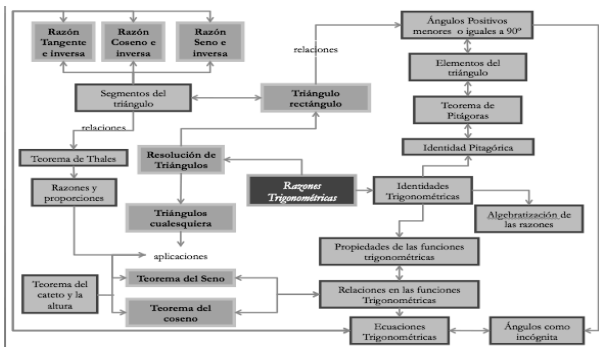 Razón
Tangente
e inversa
Razón
Coseno e
inversa
Razón
Seno e
inversa
relaciones
Ángulos Positivos
menores o iguales a 90º
Elementos del
triángulo
Segmentos del
triángulo
Triángulo
rectángulo
Teorema de
Pitágoras
relaciones
Teorema de Thales
Resolución de
Triángulos
Identidad Pitagórica
Razones y
proporciones
Razones
Trigonométricas
Identidades
Trigonométricas
Triángulos
cualesquiera
Algebratización de
las razones
aplicaciones
Propiedades de las funciones
trigonométricas
Teorema del
cateto y la
altura
Teorema del Seno
Relaciones en las funciones
Trigonométricas
Teorema del
coseno
Ecuaciones
Trigonométricas
Ángulos como
incógnita